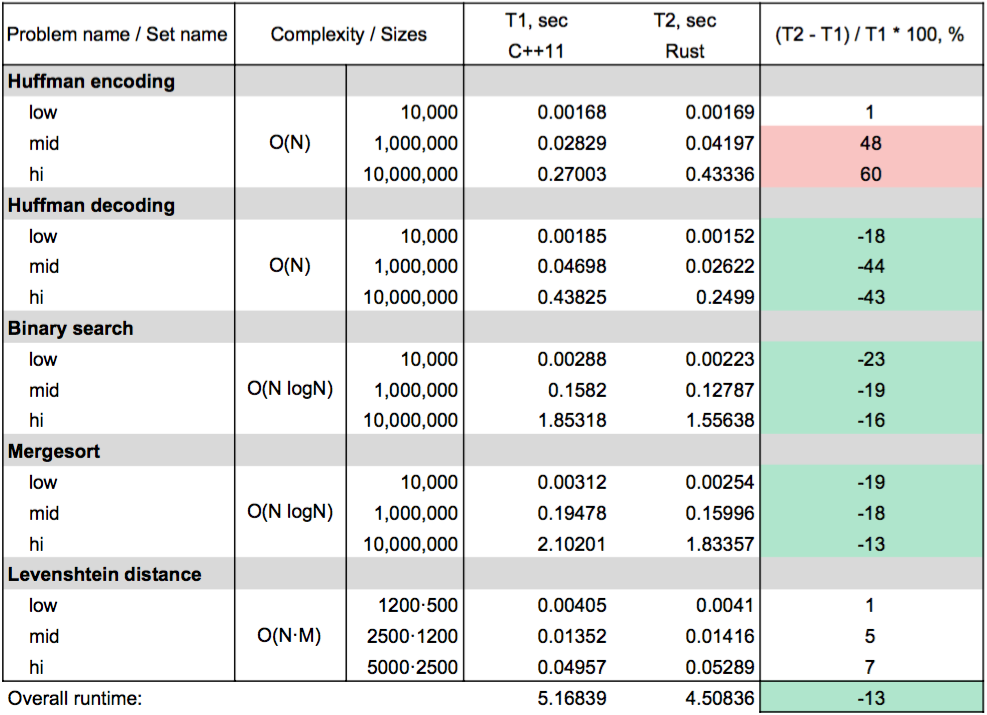 Problem name / Set name Complexity / Sizes T1, sec T2, sec (T2 - T1) / T1 * 100, %
C++11 Rust
Huffman encoding
low 10,000 0.00168 0.00169 1
mid O(N) 1,000,000 0.02829 0.04197 48
hi 10,000,000 0.27003 0.43336 60
Huffman decoding
low 10,000 0.00185 0.00152 -18
mid O(N) 1,000,000 0.04698 0.02622 -44
hi 10,000,000 0.43825 0.2499 -43
Binary search
low 10,000 0.00288 0.00223 -23
mid O(N logN) 1,000,000 0.1582 0.12787 -19
hi 10,000,000 1.85318 1.55638 -16
Mergesort
low 10,000 0.00312 0.00254 -19
mid O(N logN) 1,000,000 0.19478 0.15996 -18
hi 10,000,000 2.10201 1.83357 -13
Levenshtein distance
low 1200·500 0.00405 0.0041 1
mid O(N·M) 2500·1200 0.01352 0.01416 5
hi 5000·2500 0.04957 0.05289 7
Overall runtime: 5.16839 4.50836 -13